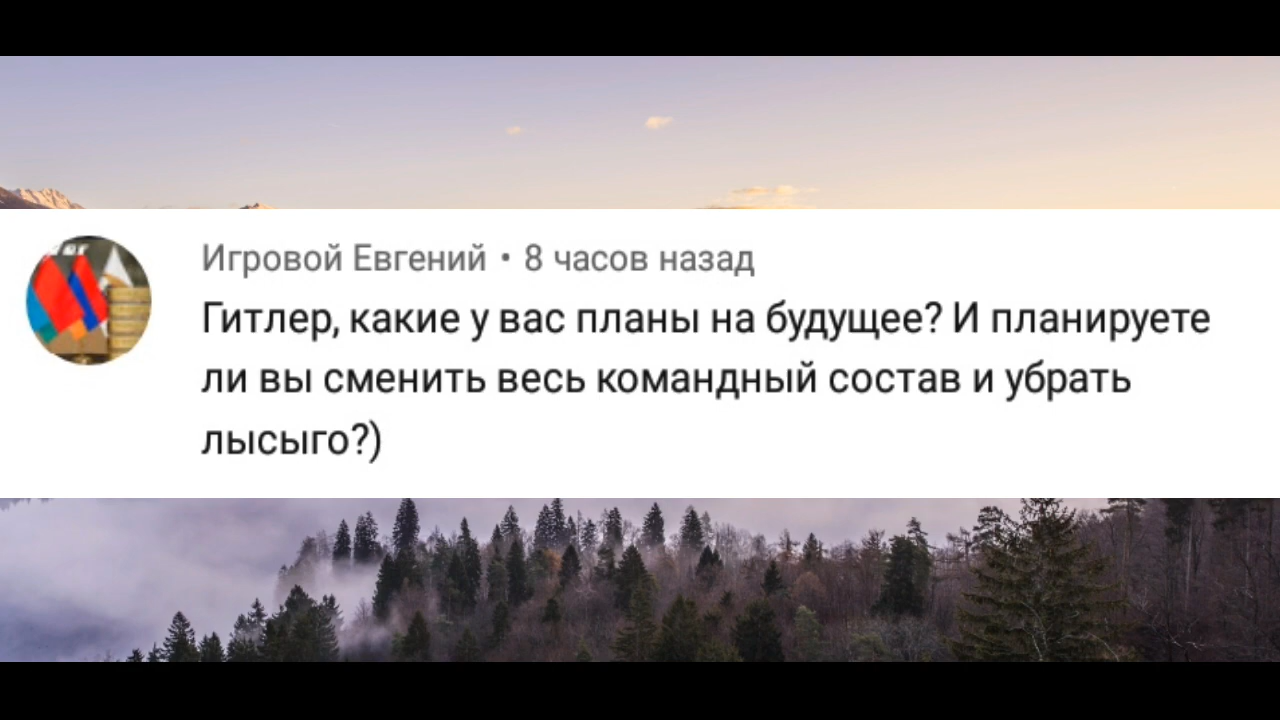 Игровой Евгений • 8 часов назад
Гитлер, какие у вас планы на будущее? И планируете
ли вы сменить весь командный состав и убрать
лысыго?)